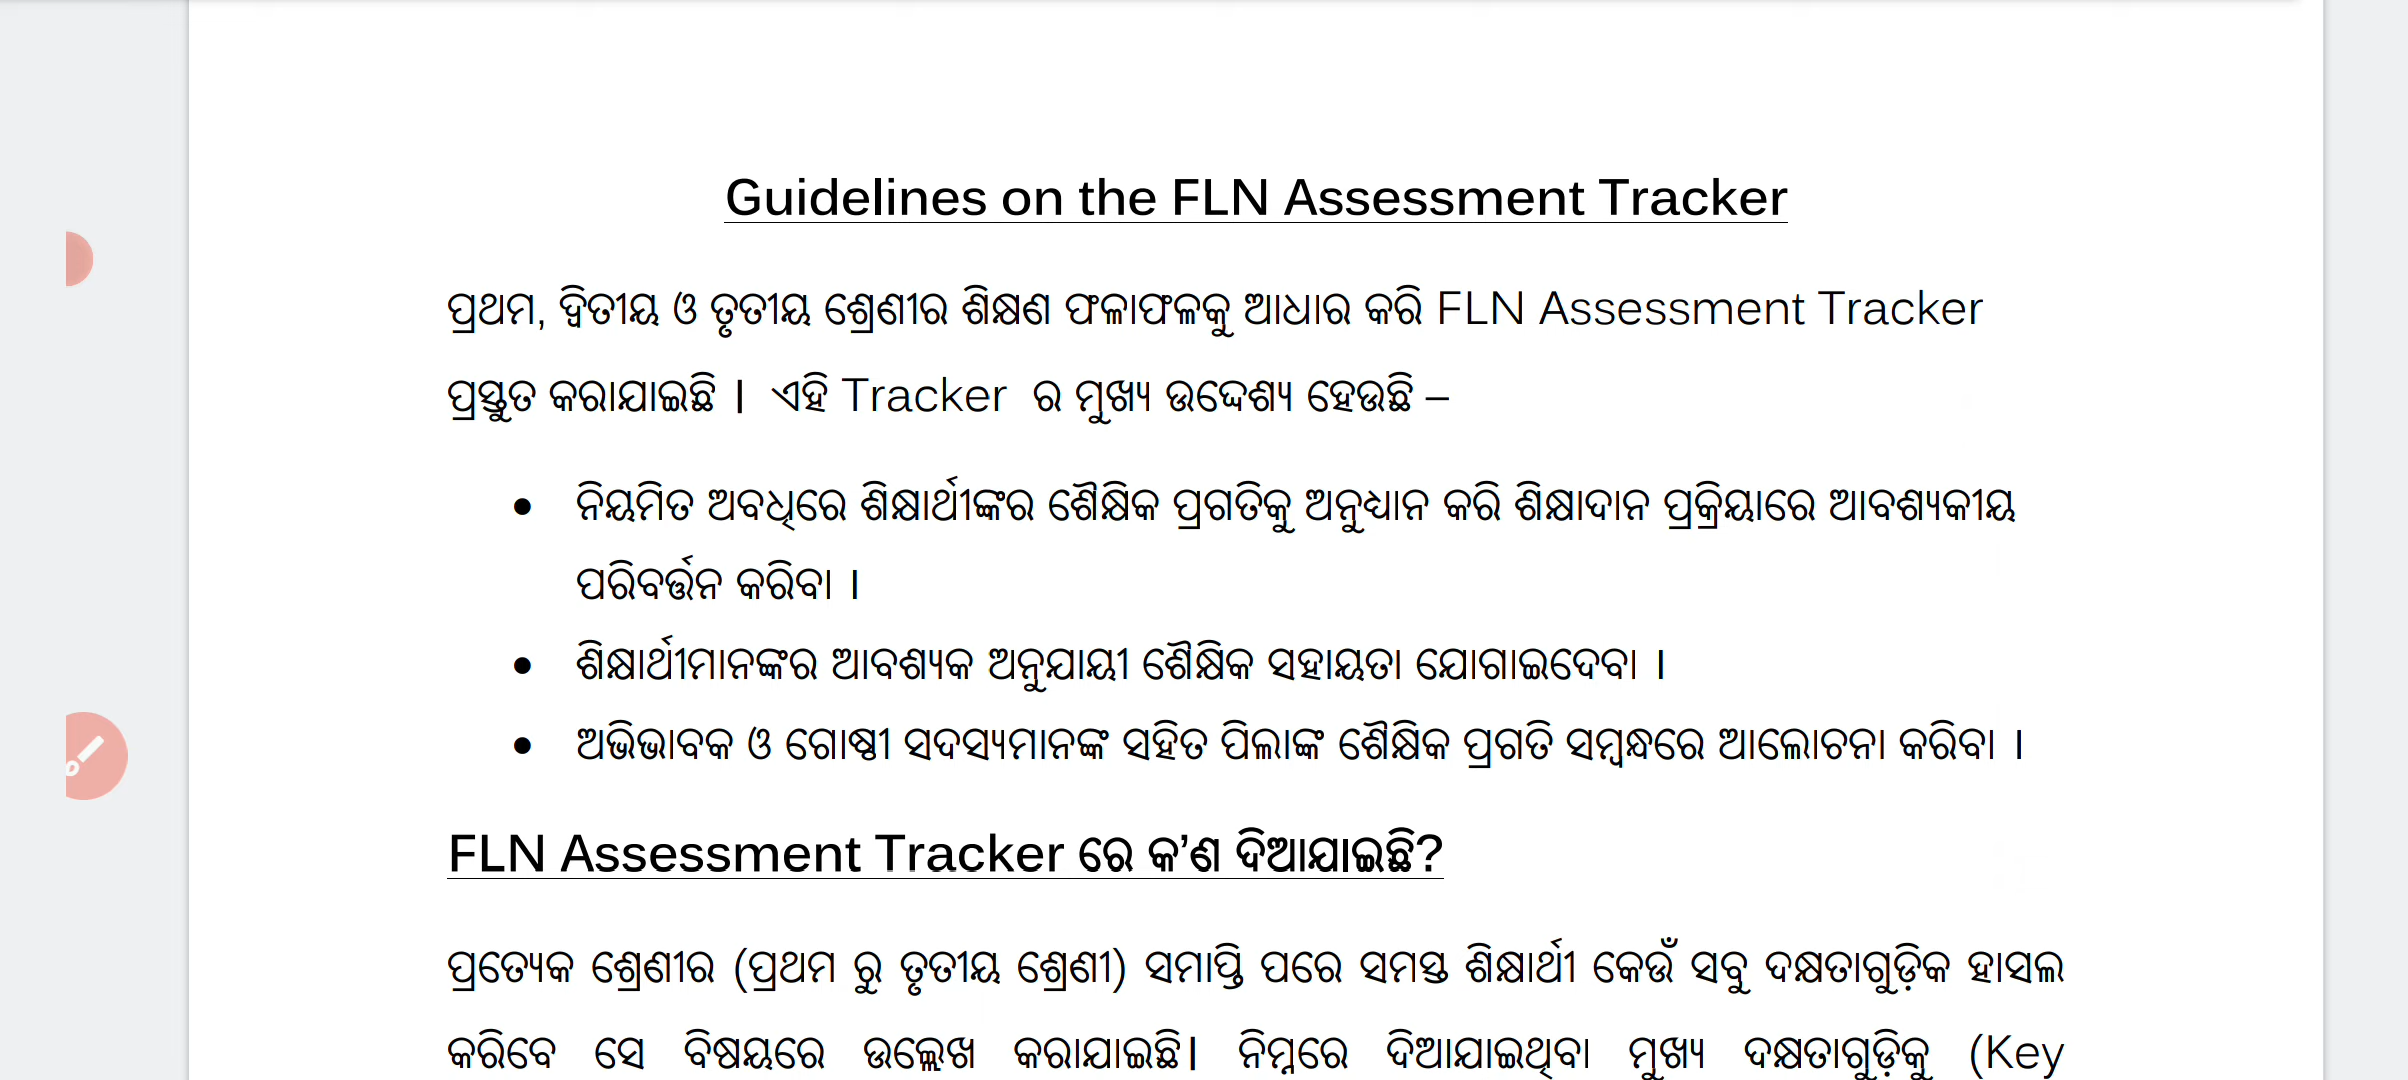 Guidelines on the FLN Assessment Tracker
ପ୍ରଥମ, ଦ୍ବିତୀୟ ଓ ତୃତୀୟ ଶ୍ରେଣୀର ଶିକ୍ଷଣ ଫଳାଫଳକୁ ଆଧାର କରି FLN Assessment Tracker
ପ୍ରସ୍ତୁତ କରାଯାଇଛି । ଏହି Tracker ର ମୁଖ୍ୟ ଉଦ୍ଦେଶ୍ୟ ହେଉଛି –
● ନିୟମିତ ଅବଧିରେ ଶିକ୍ଷାର୍ଥୀଙ୍କର ଶୈକ୍ଷିକ ପ୍ରଗତିକୁ ଅନୁଧ୍ୟାନ କରି ଶିକ୍ଷାଦାନ ପ୍ରକ୍ରିୟାରେ ଆବଶ୍ୟକୀୟ
ପରିବର୍ତ୍ତନ କରିବା ।
● ଶିକ୍ଷାର୍ଥୀମାନଙ୍କର ଆବଶ୍ୟକ ଅନୁଯାୟୀ ଶୈକ୍ଷିକ ସହାୟତା ଯୋଗାଇଦେବା ।
● ଅଭିଭାବକ ଓ ଗୋଷ୍ଠୀ ସଦସ୍ୟମାନଙ୍କ ସହିତ ପିଲାଙ୍କ ଶୈକ୍ଷିକ ପ୍ରଗତି ସମ୍ବନ୍ଧରେ ଆଲୋଚନା କରିବା ।
FLN Assessment Tracker ରେ କ’ଣ ଦିଆଯାଇଛି?
ପ୍ରତ୍ୟେକ ଶ୍ରେଣୀର (ପ୍ରଥମ ରୁ ତୃତୀୟ ଶ୍ରେଣୀ) ସମାପ୍ତି ପରେ ସମସ୍ତ ଶିକ୍ଷାର୍ଥୀ କେଉଁ ସବୁ ଦକ୍ଷତାଗୁଡ଼ିକ ହାସଲ
କରିବେ ସେ ବିଷୟରେ ଉଲ୍ଲେଖ କରାଯାଇଛି। ନିମ୍ନରେ ଦିଆଯାଇଥିବା ମୁଖ୍ୟ ଦକ୍ଷତାଗୁଡ଼ିକୁ (Key